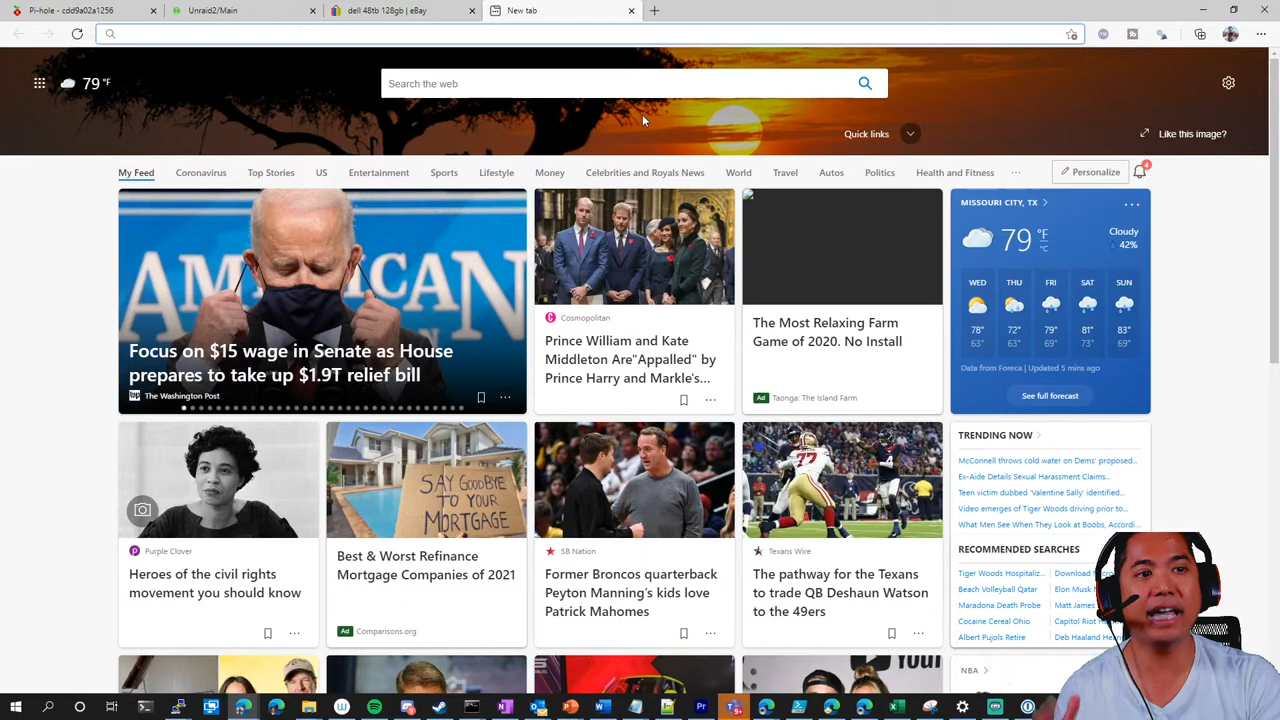 Pi-hole - cdd9a02a1256
Unraid2/Main
dell 48tb 128gb | eBay
New tab
79 °F
Search the web
Quick links
Like this image?
My Feed
Coronavirus
Top Stories
US
Entertainment
Sports
Lifestyle
Money
Celebrities and Royals News
World
Travel
Autos
Politics
Health and Fitness
Personalize
4
AMERICAN
Focus on $15 wage in Senate as House
prepares to take up $1.9T relief bill
The Washington Post
Cosmopolitan
Prince William and Kate
Middleton Are"Appalled" by
Prince Harry and Markle's...
The Most Relaxing Farm
Game of 2020. No Install
Ad Taonga: The Island Farm
MISSOURI CITY, TX
79 °F
°C
Cloudy
42%
WED THU FRI SAT SUN
78° 72° 79° 81° 83°
63° 63° 69° 73° 69°
Data from Foreca | Updated 5 mins ago
See full forecast
Purple Clover
Heroes of the civil rights
movement you should know
SAY GOODBYE
TO YOUR
MORTGAGE
Best & Worst Refinance
Mortgage Companies of 2021
Ad Comparisons.org
SB Nation
Former Broncos quarterback
Peyton Manning's kids love
Patrick Mahomes
77
Texans Wire
The pathway for the Texans
to trade QB Deshaun Watson
to the 49ers
TRENDING NOW
McConnell throws cold water on Dems' proposed...
Ex-Aide Details Sexual Harassment Claims...
Teen victim dubbed 'Valentine Sally' identified...
Video emerges of Tiger Woods driving prior to...
What Men See When They Look at Boobs, Accordi...
RECOMMENDED SEARCHES
Tiger Woods Hospitaliz...
Download
Beach Volleyball Qatar
Elon Musk
Maradona Death Probe
Matt James
Cocaine Cereal Ohio
Capitol Riot
Albert Pujols Retire
Deb Haaland
NBA
You